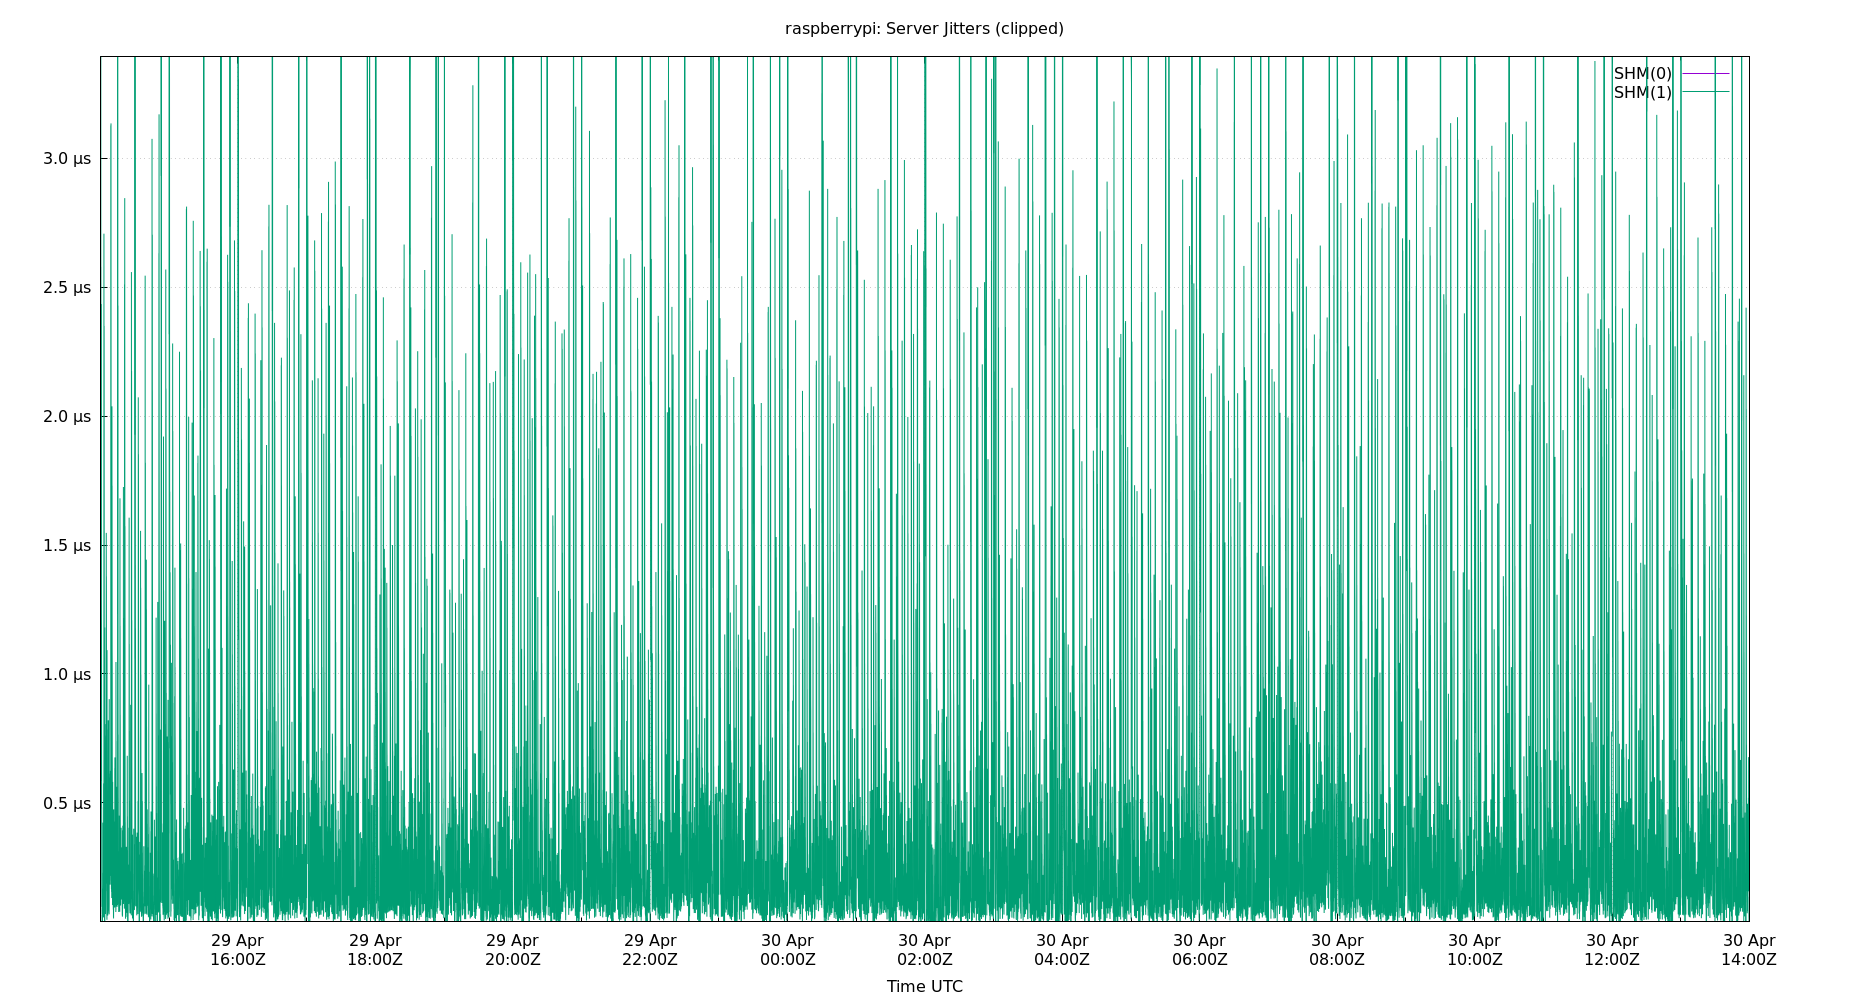 raspberrypi: Server Jitters (clipped)
SHM(0)
SHM(1)
3.0 µs
2.5 µs
2.0 µs
1.5 µs
1.0 µs
0.5 µs
29 Apr 29 Apr 29 Apr 29 Apr 30 Apr 30 Apr 30 Apr 30 Apr 30 Apr 30 Apr 30 Apr 30 Apr
16:00Z 18:00Z 20:00Z 22:00Z 00:00Z 02:00Z 04:00Z 06:00Z 08:00Z 10:00Z 12:00Z 14:00Z
Time UTC